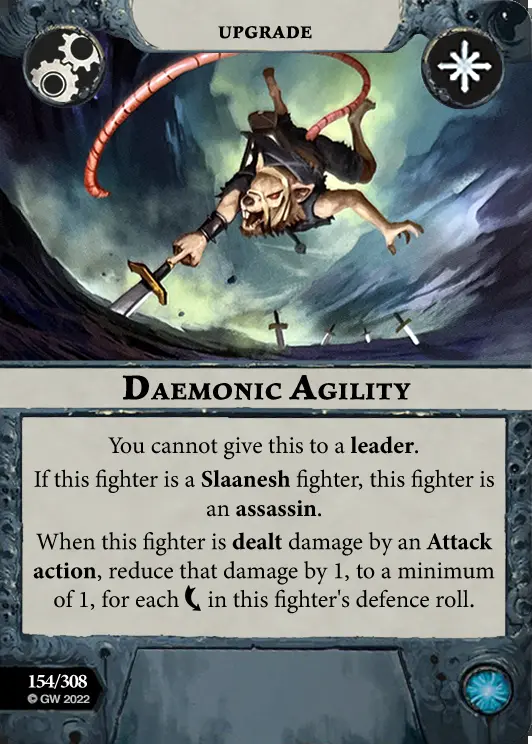 UPGRADE
DAEMONIC AGILITY
You cannot give this to a leader.
If this fighter is a Slaanesh fighter, this fighter is
an assassin.
When this fighter is dealt damage by an Attack
action, reduce that damage by 1, to a minimum
of 1, for each in this fighter's defence roll.
154/308
© GW 2022